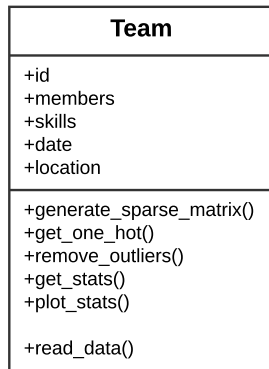 Team
+id
+members
+skills
+date
+location
+generate_sparse_matrix()
+get_one_hot()
+remove_outliers()
+get_stats()
+plot_stats()
+read_data()